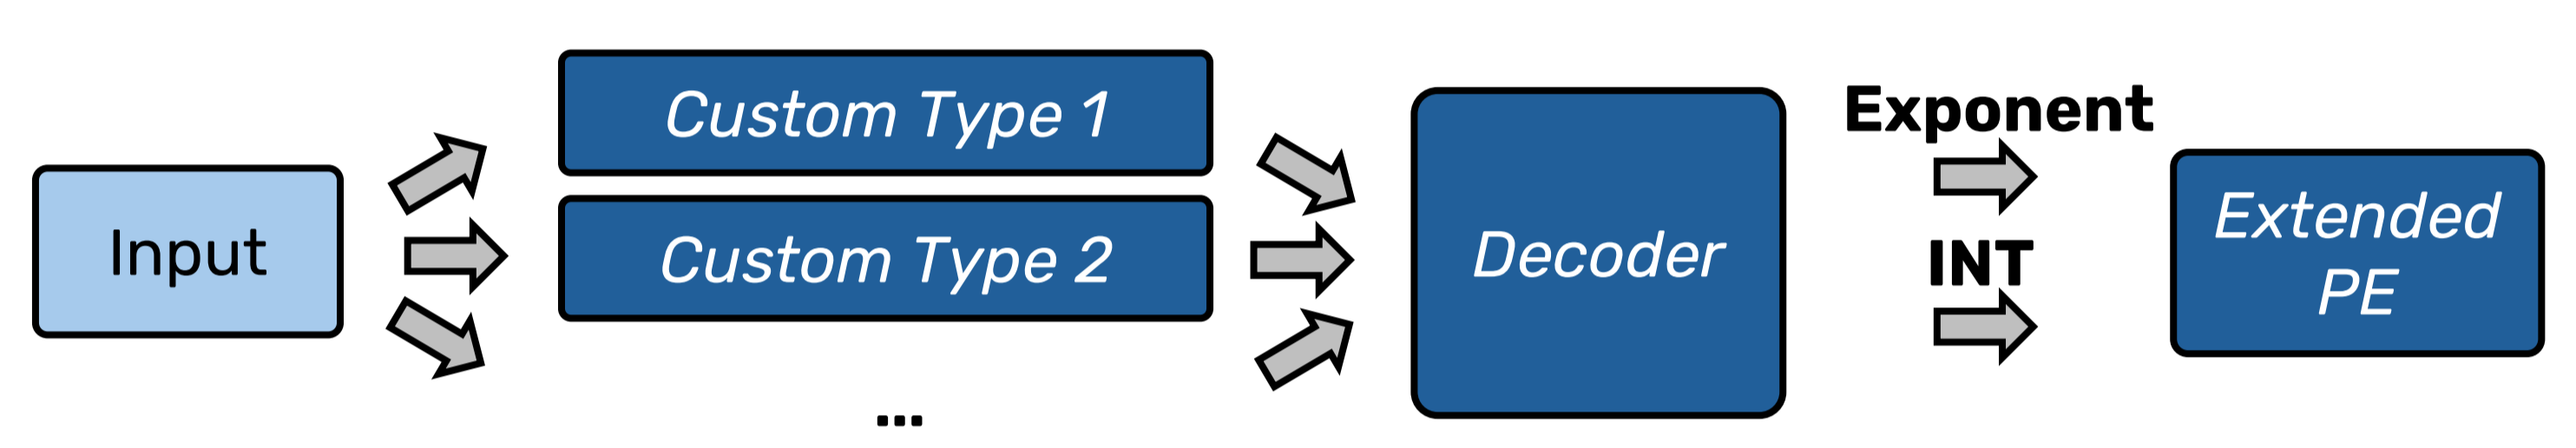 Input
Custom Type 1
Custom Type 2
...
Decoder
Exponent
INT
Extended
PE